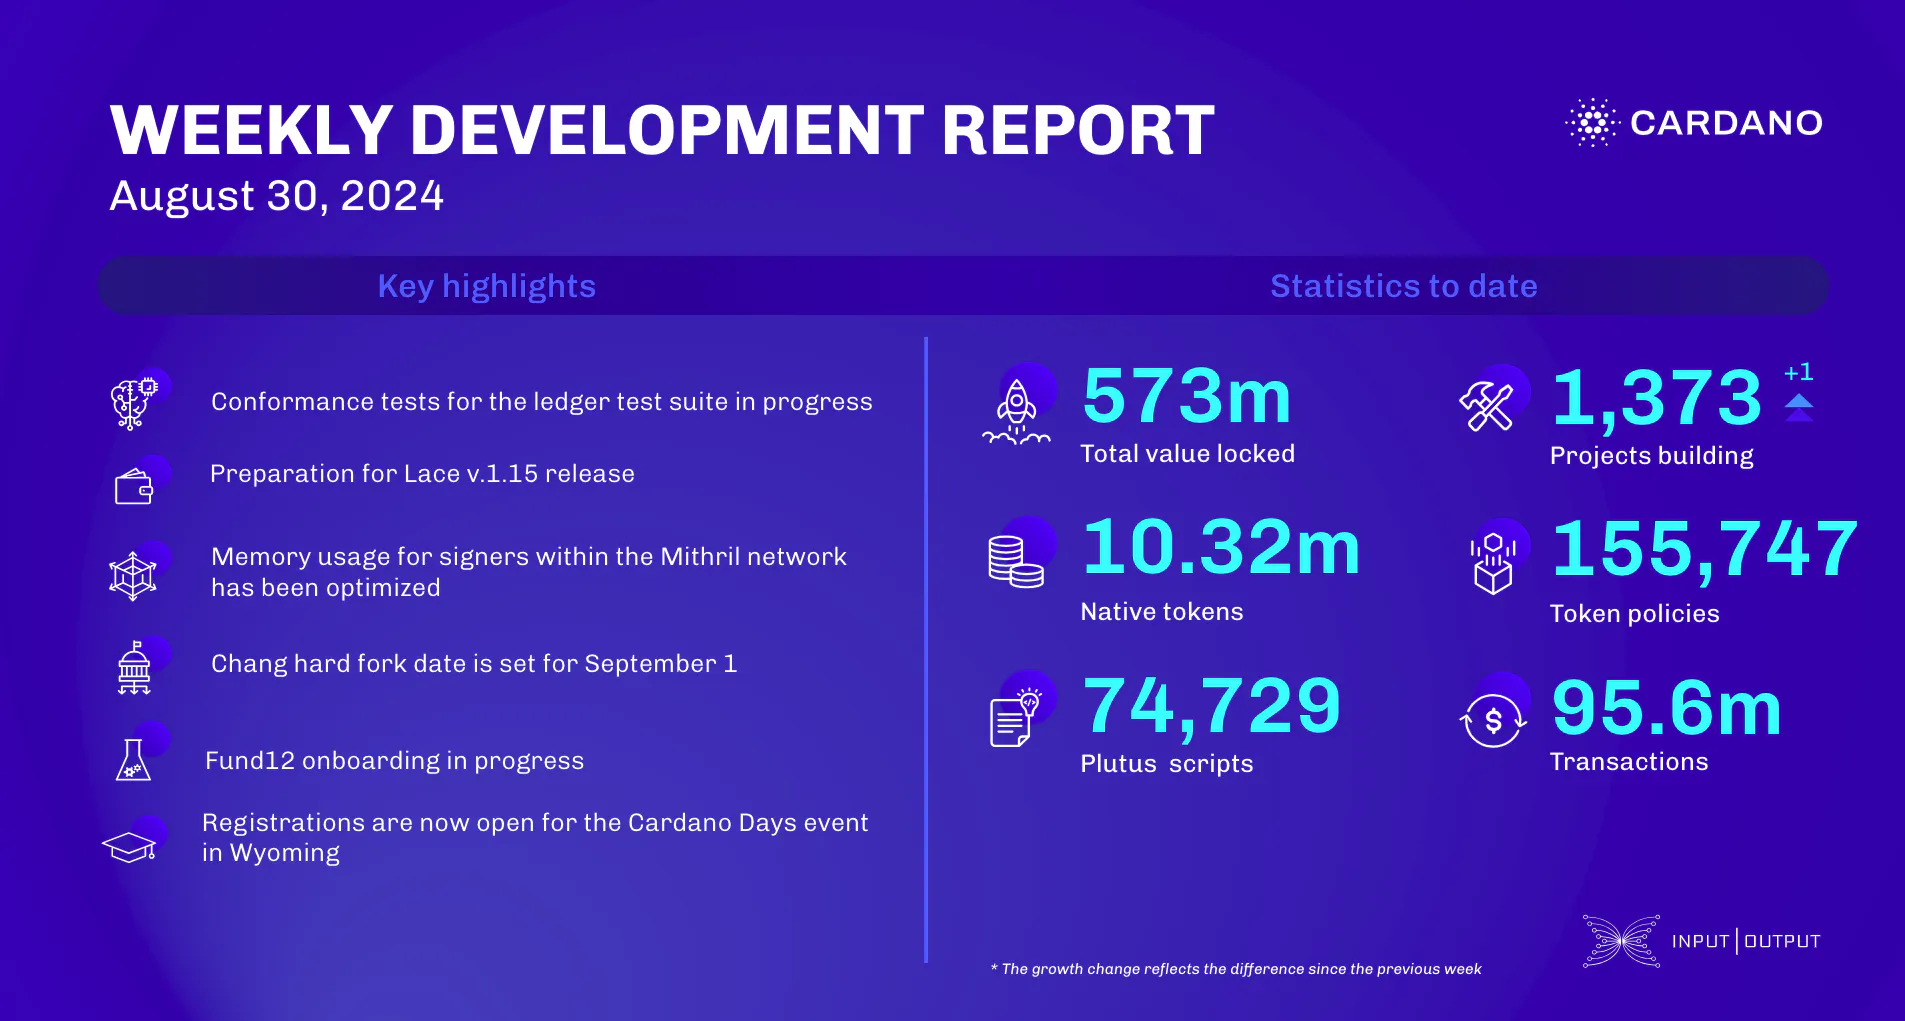 WEEKLY DEVELOPMENT REPORT
August 30, 2024
CARDANO
Key highlights
Statistics to date
Conformance tests for the ledger test suite in progress
Preparation for Lace v.1.15 release
Memory usage for signers within the Mithril network
has been optimized
Chang hard fork date is set for September 1
Fund12 onboarding in progress
Registrations are now open for the Cardano Days event
in Wyoming
573m
Total value locked
1,373 +1
Projects building
10.32m
Native tokens
155,747
Token policies
74,729
Plutus scripts
95.6m
Transactions
* The growth change reflects the difference since the previous week
INPUT | OUTPUT